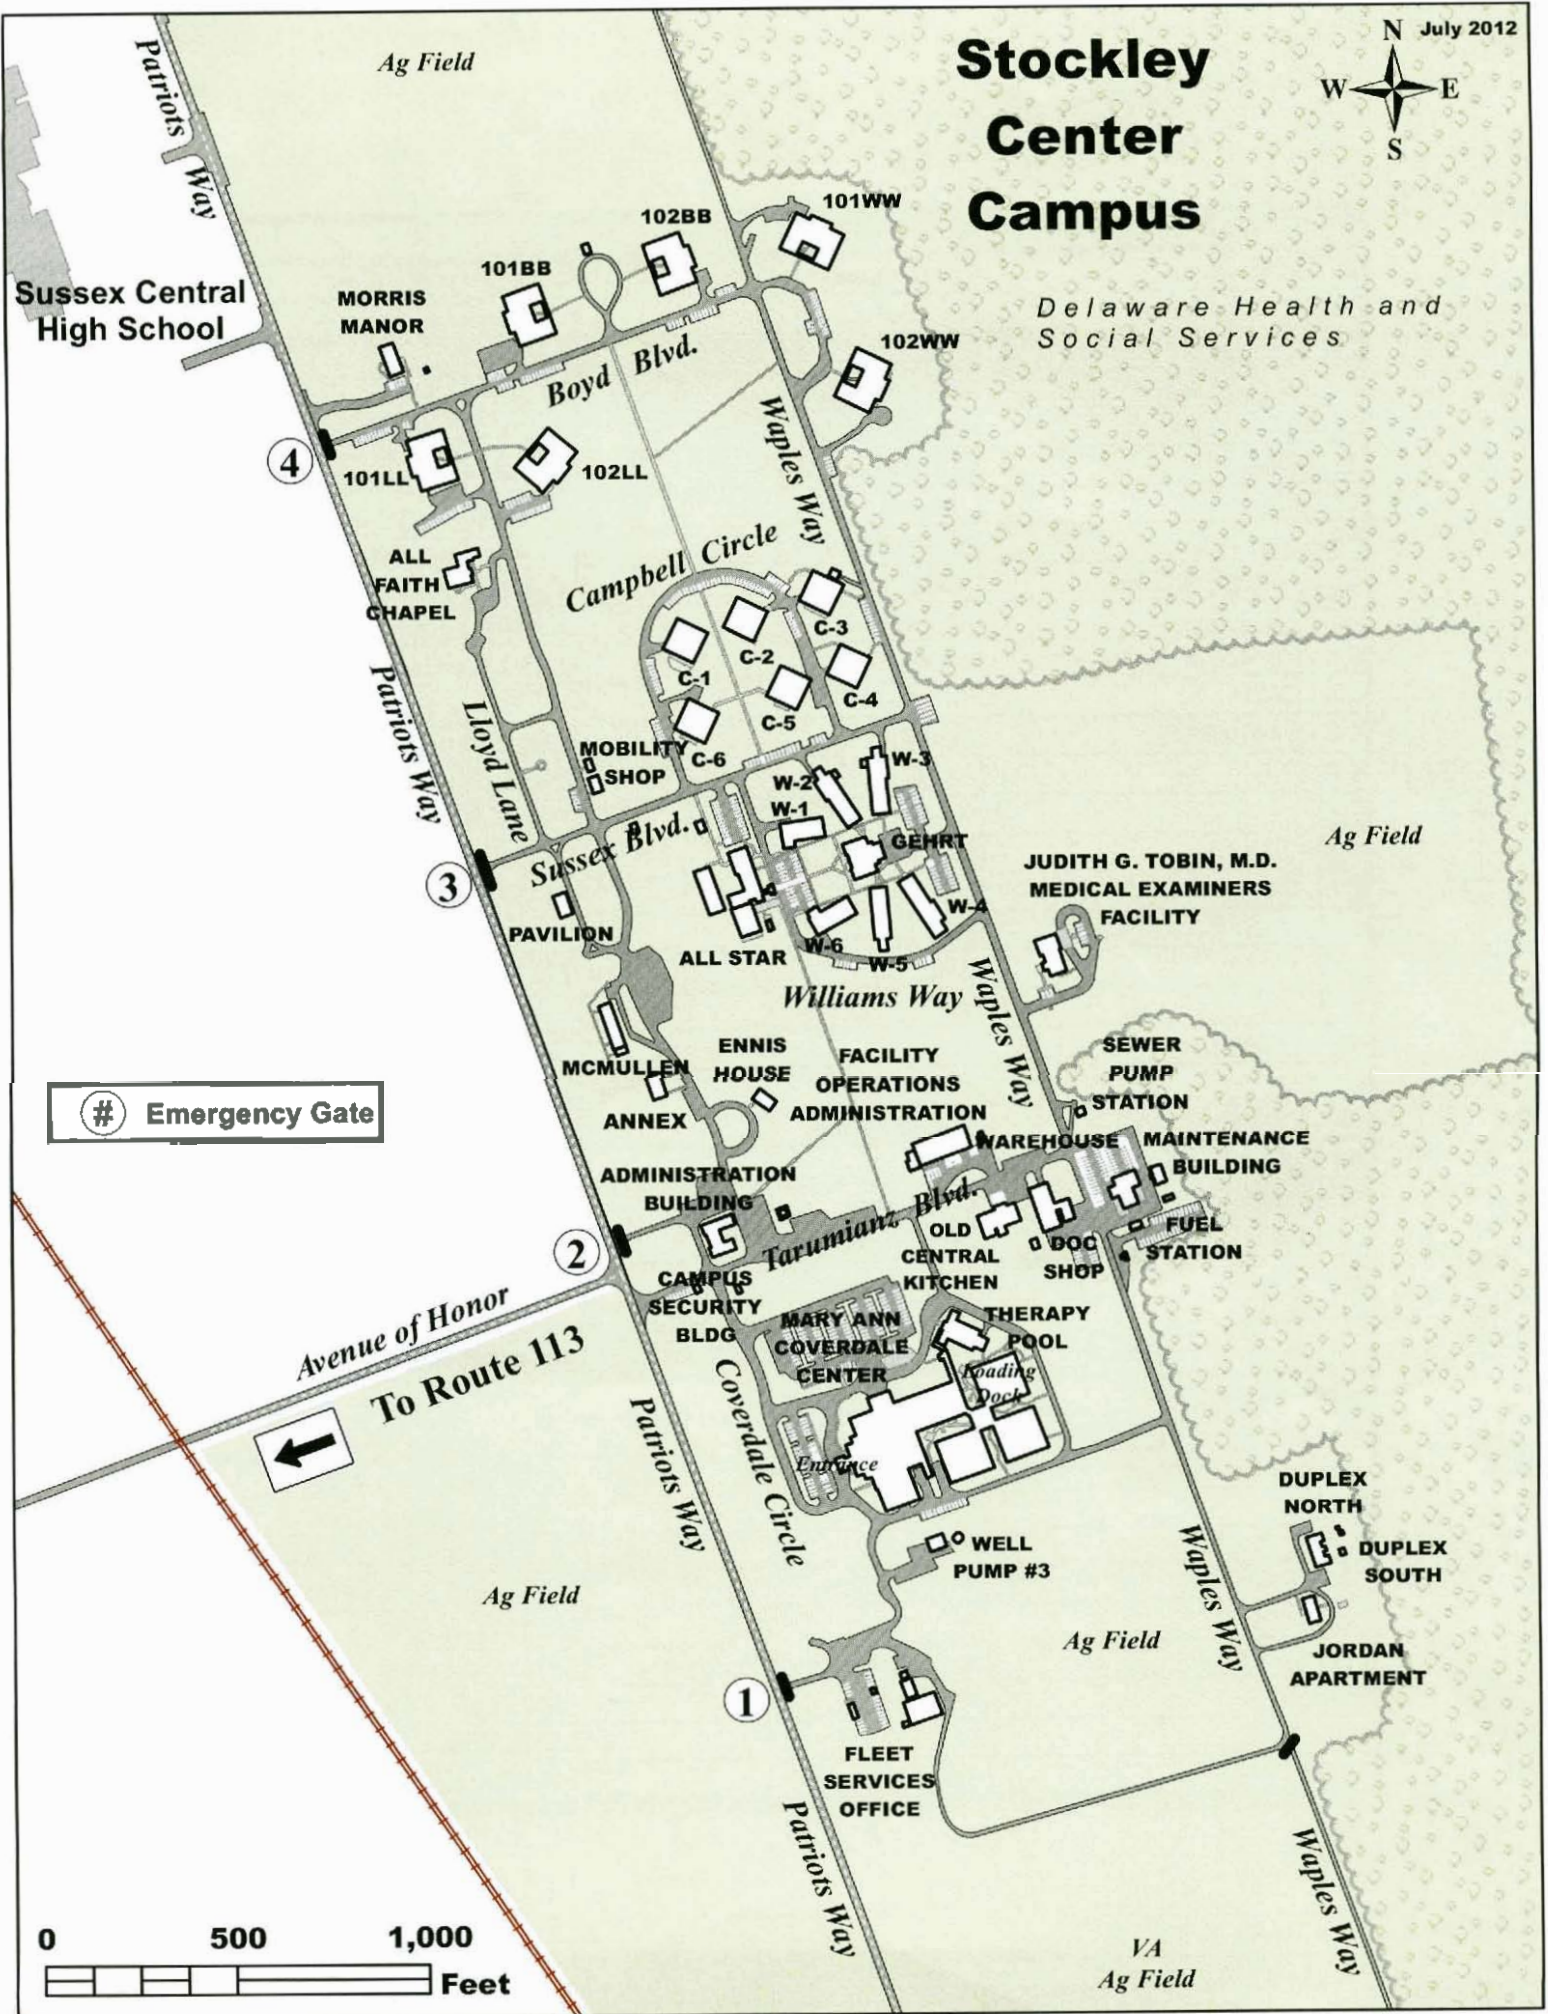 N July 2012
Stockley
Center
Campus
W E
S
Delaware Health and
Social Services
Patriots Way
Ag Field
Sussex Central
High School
MORRIS
MANOR
101BB
102BB
101WW
102WW
Boyd Blvd.
Waples Way
4
101LL
102LL
ALL
FAITH
CHAPEL
Campbell Circle
C-1
C-2
C-3
C-4
C-5
C-6
Patriots Way
Lloyd Lane
MOBILITY
SHOP
W-3
W-2
W-1
GEHRT
W-4
W-6
W-5
Sussex Blvd.
3
PAVILION
ALL STAR
Williams Way
Waples Way
Ag Field
JUDITH G. TOBIN, M.D.
MEDICAL EXAMINERS
FACILITY
MCMULLEN
ANNEX
ENNIS
HOUSE
FACILITY
OPERATIONS
ADMINISTRATION
SEWER
PUMP
STATION
WAREHOUSE
MAINTENANCE
BUILDING
# Emergency Gate
ADMINISTRATION
BUILDING
Tarumianz Blvd.
OLD
CENTRAL
KITCHEN
DOC
SHOP
FUEL
STATION
2
CAMPUS
SECURITY
BLDG
Avenue of Honor
To Route 113
MARY ANN
COVERDALE
CENTER
THERAPY
POOL
Loading
Dock
Entrance
Patriots Way
Coverdale Circle
WELL
PUMP #3
DUPLEX
NORTH
DUPLEX
SOUTH
Waples Way
JORDAN
APARTMENT
Ag Field
Ag Field
1
FLEET
SERVICES
OFFICE
Patriots Way
Waples Way
VA
Ag Field
0 500 1,000
Feet